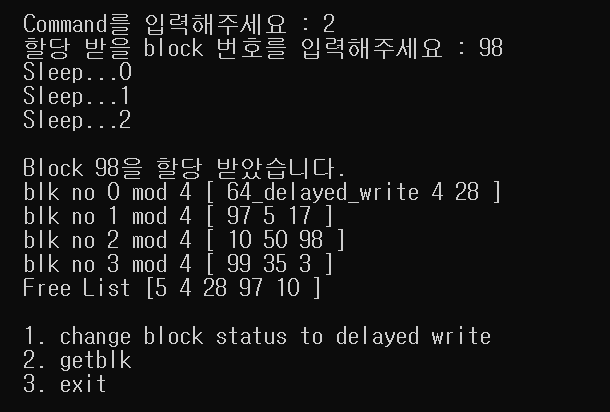 Command를 입력해주세요 : 2
할당 받을 block 번호를 입력해주세요 : 98
Sleep...0
Sleep...1
Sleep...2
Block 98을 할당 받았습니다.
blk no 0 mod 4 [ 64_delayed_write 4 28 ]
blk no 1 mod 4 [ 97 5 17 ]
blk no 2 mod 4 [ 10 50 98 ]
blk no 3 mod 4 [ 99 35 3 ]
Free List [5 4 28 97 10 ]
1. change block status to delayed write
2. getblk
3. exit